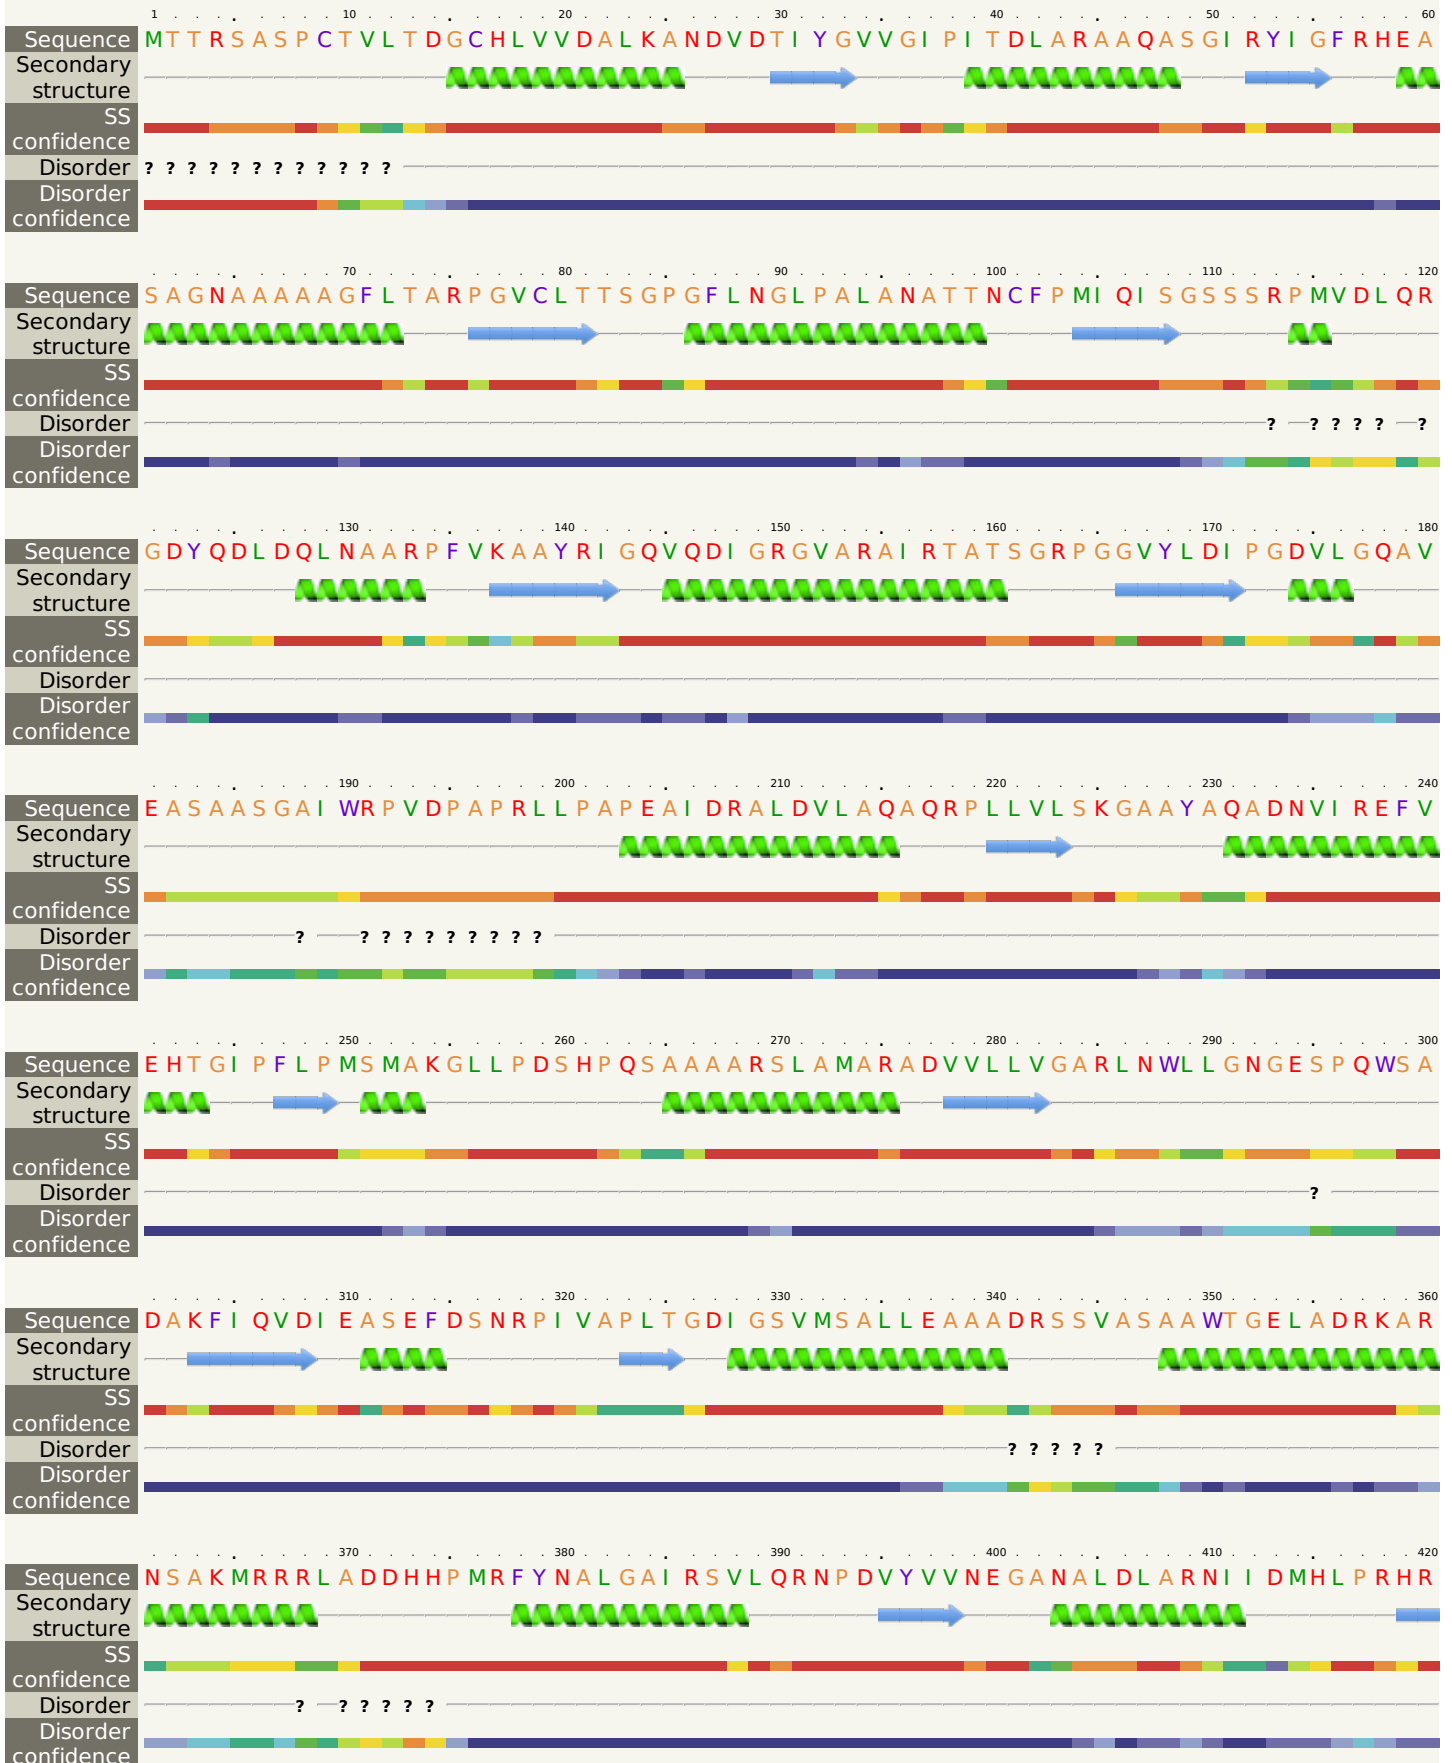 1 10 20 30 40 50 60
Sequence MTTRSASPCTVLTDGCHLVVDALKANDVDTIYGVVGIPITDLARAAQASGIRYIGFRHEA
Secondary
structure
SS
confidence
Disorder ? ? ? ? ? ? ? ? ? ? ? ?
Disorder
confidence
70 80 90 100 110 120
Sequence SAGNAAAAAGFLTARPGVCLTTSGPGFLNGLPALANATTNCFPMIQISGSSSRPMVDLQR
Secondary
structure
SS
confidence
Disorder ? ? ? ? ? ?
Disorder
confidence
130 140 150 160 170 180
Sequence GDYQDLDQLNAARPFVKAAYRIGQVQDIGRGVARAIRTATSGRPGGVYLDIPGDVLGQAV
Secondary
structure
SS
confidence
Disorder
Disorder
confidence
190 200 210 220 230 240
Sequence EASAASGAIWRPVDPAPRLLPAPEAIDRALDVLAQAQRPLLVLSKGAAYAQADNVIREFV
Secondary
structure
SS
confidence
Disorder ? ? ? ? ? ? ? ? ? ?
Disorder
confidence
250 260 270 280 290 300
Sequence EHTGIPFLPMSMAKGLLPDSHPQSAAAARSLAMARADVVLLVGARLNWLLGNGESPQWSA
Secondary
structure
SS
confidence
Disorder ?
Disorder
confidence
310 320 330 340 350 360
Sequence DAKFIQVDIEASEFDSNRPIVAPLTGDIGSVMSALLEAAADRSSVASAAWTGELADRKAR
Secondary
structure
SS
confidence
Disorder ? ? ? ? ?
Disorder
confidence
370 380 390 400 410 420
Sequence NSAKMRRRLADDHHPMRFYNALGAIRSVLQRNPDVYVVNEGANALDLARNIIDMHLPRHR
Secondary
structure
SS
confidence
Disorder ? ? ? ? ? ?
Disorder
confidence